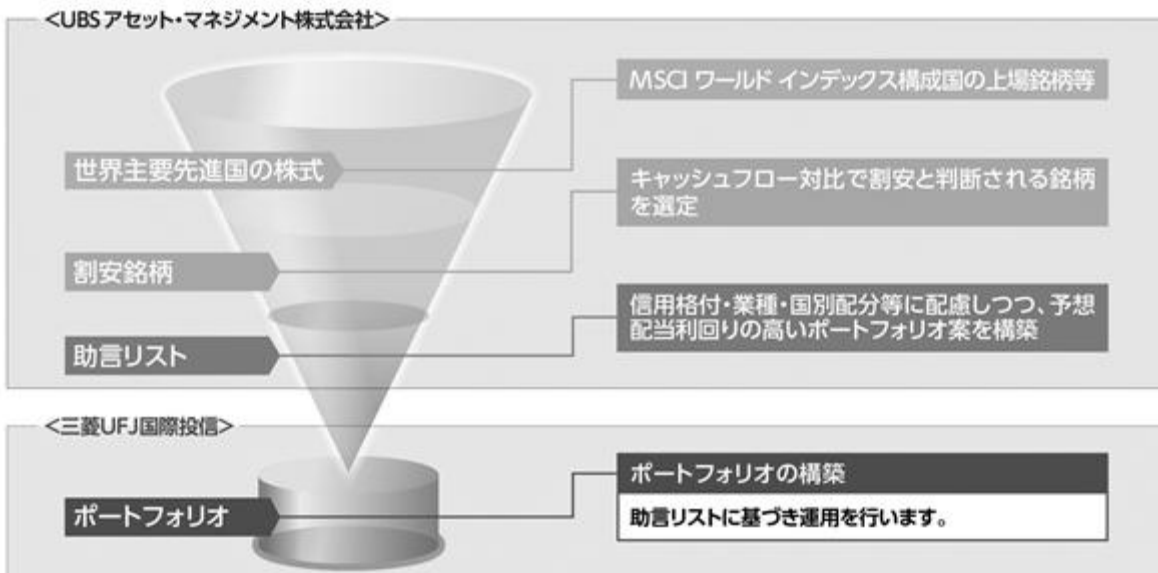 <UBSアセット・マネジメント株式会社>
MSCI ワールド インデックス構成国の上場銘柄等
世界主要先進国の株式
キャッシュフロー対比で割安と判断される銘柄
を選定
割安銘柄
信用格付・業種・国別配分等に配慮しつつ、予想
配当利回りの高いポートフォリオ案を構築
助言リスト
<三菱UFJ国際投信>
ポートフォリオの構築
ポートフォリオ
助言リストに基づき運用を行います。